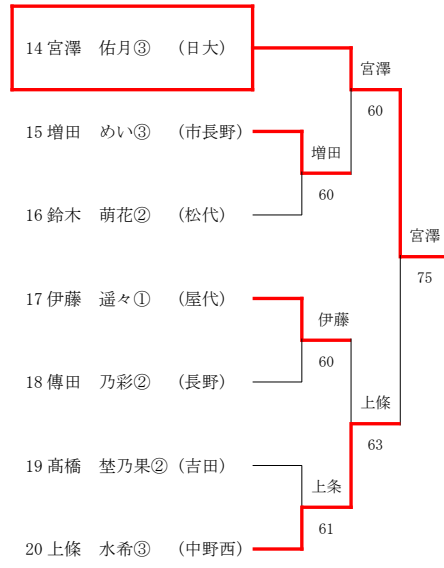 14 宮澤 佑月③ (日大)
宮澤
60
15 増田 めい③ (市長野)
増田
60
16 鈴木 萌花② (松代)
宮澤
75
17 伊藤 遥々① (屋代)
伊藤
60
18 傳田 乃彩② (長野)
上條
63
19 髙橋 埜乃果② (吉田)
上条
61
20 上條 水希③ (中野西)